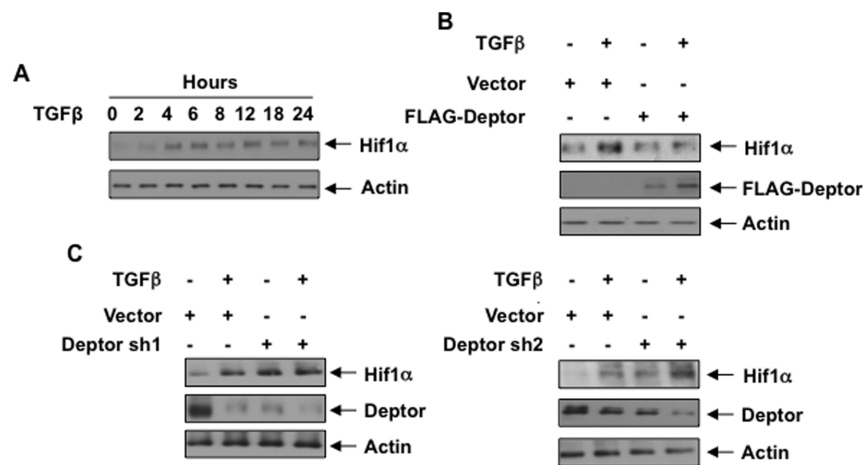 A
Hours
TGFβ 0 2 4 6 8 12 18 24
Hif1α
Actin
B
TGFβ - + - +
Vector + + - -
FLAG-Deptor - - + +
Hif1α
FLAG-Deptor
Actin
C
TGFβ - + - +
Vector + + - -
Deptor sh1 - - + +
Hif1α
Deptor
Actin
TGFβ - + - +
Vector + + - -
Deptor sh2 - - + +
Hif1α
Deptor
Actin